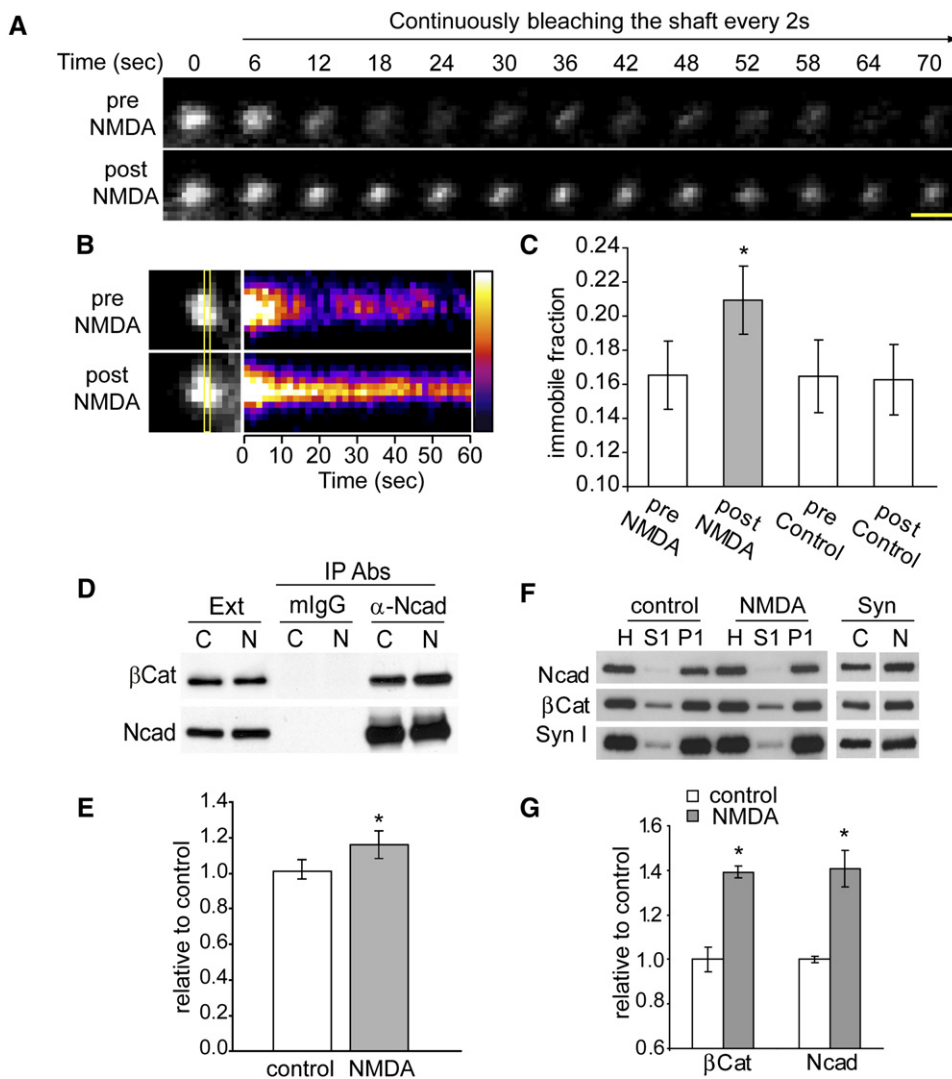 A
Continuously bleaching the shaft every 2s
Time (sec) 0 6 12 18 24 30 36 42 48 52 58 64 70
pre
NMDA
post
NMDA
B
pre
NMDA
post
NMDA
0 10 20 30 40 50 60
Time (sec)
C
immobile fraction
0.24
0.22
0.20
0.18
0.16
0.14
0.12
0.10
*
pre
NMDA
post
NMDA
pre
Control
post
Control
D
IP Abs
Ext mIgG α-Ncad
C N C N C N
βCat
Ncad
E
relative to control
1.4
1.2
1.0
0.8
0.6
0.4
0.2
0.0
*
control NMDA
F
control NMDA Syn
H S1 P1 H S1 P1 C N
Ncad
βCat
Syn I
G
control
NMDA
relative to control
1.6
1.4
1.2
1.0
0.8
0.6
* *
βCat Ncad